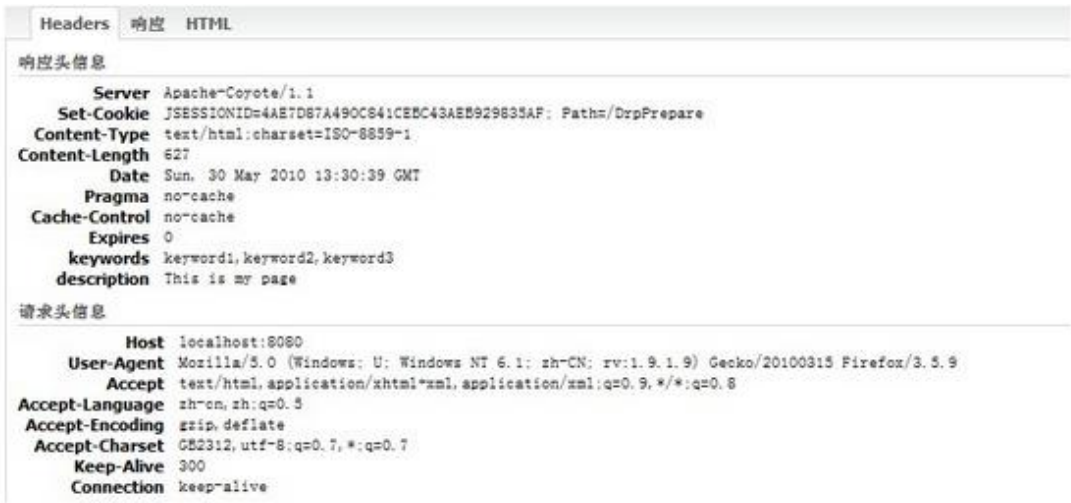 Headers 响应 HTML
响应头信息
Server Apache-Coyote/1.1
Set-Cookie JSESSIONID=4AE7D87A490C841CEBC43AEB929835AF; Path=/DrpPrepare
Content-Type text/html;charset=ISO-8859-1
Content-Length 627
Date Sun, 30 May 2010 13:30:39 GMT
Pragma no-cache
Cache-Control no-cache
Expires 0
keywords keyword1,keyword2,keyword3
description This is my page
请求头信息
Host localhost:8080
User-Agent Mozilla/5.0 (Windows; U; Windows NT 6.1; zh-CN; rv:1.9.1.9) Gecko/20100315 Firefox/3.5.9
Accept text/html,application/xhtml+xml,application/xml;q=0.9,*/*;q=0.8
Accept-Language zh-cn,zh;q=0.5
Accept-Encoding gzip,deflate
Accept-Charset GB2312,utf-8;q=0.7,*;q=0.7
Keep-Alive 300
Connection keep-alive